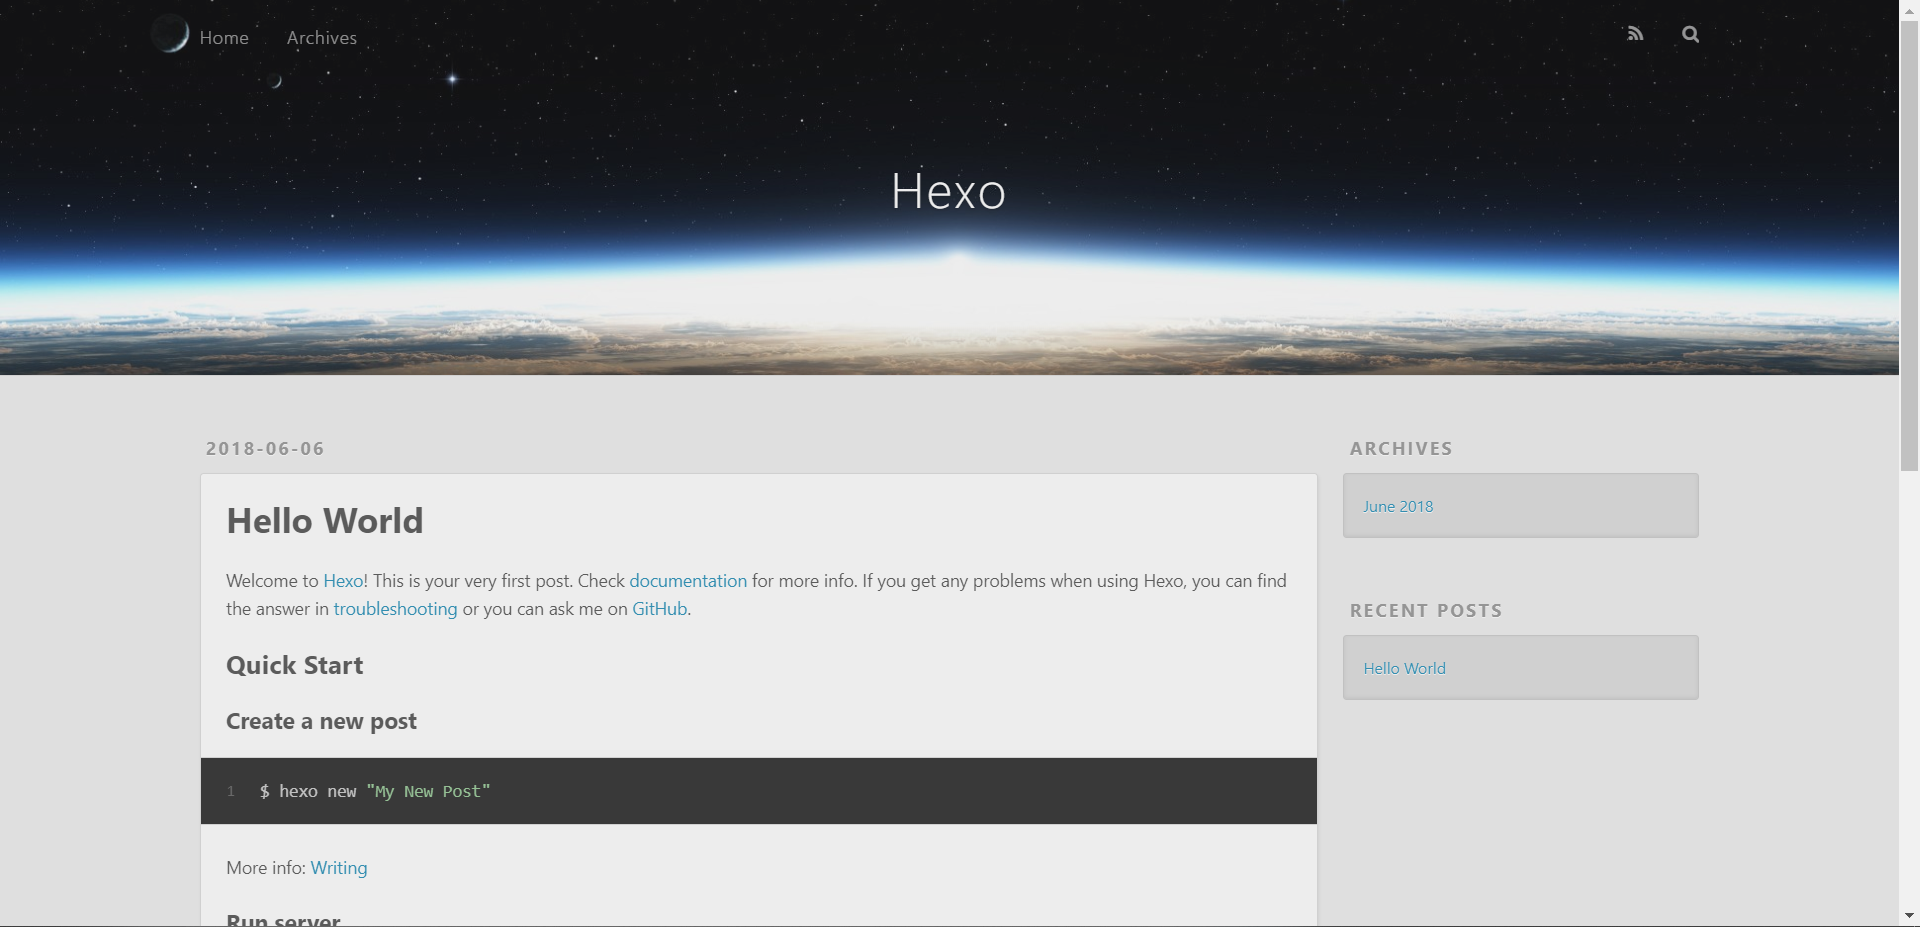 Home Archives
Hexo
2018-06-06
Hello World
Welcome to Hexo! This is your very first post. Check documentation for more info. If you get any problems when using Hexo, you can find
the answer in troubleshooting or you can ask me on GitHub.
Quick Start
Create a new post
1 $ hexo new "My New Post"
More info: Writing
Run server
ARCHIVES
June 2018
RECENT POSTS
Hello World